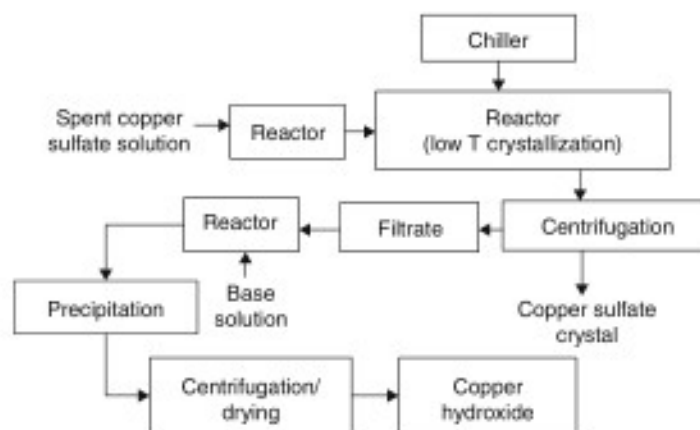 Chiller
Spent copper
sulfate solution
Reactor
Reactor
(low T crystallization)
Reactor
Filtrate
Centrifugation
Precipitation
Base
solution
Copper sulfate
crystal
Centrifugation/
drying
Copper
hydroxide